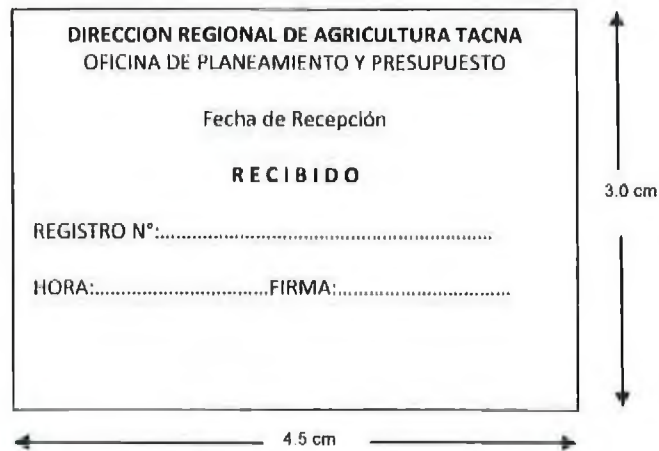 DIRECCION REGIONAL DE AGRICULTURA TACNA
OFICINA DE PLANEAMIENTO Y PRESUPUESTO
Fecha de Recepción
RECIBIDO
3.0 cm
REGISTRO N°:..........................................................
HORA:..............................FIRMA:..............................
4.5 cm